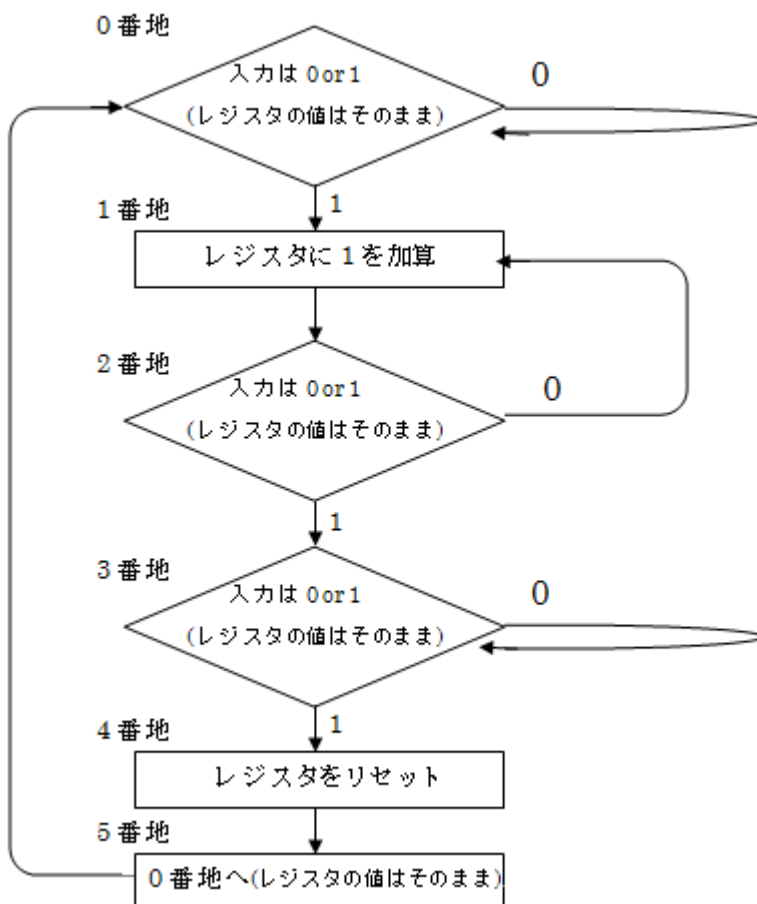 0番地
入力は 0or1
0
(レジスタの値はそのまま)
1
1番地
レジスタに1を加算
2番地
入力は 0or1
0
(レジスタの値はそのまま)
1
3番地
入力は 0or1
0
(レジスタの値はそのまま)
1
4番地
レジスタをリセット
5番地
0番地へ(レジスタの値はそのまま)